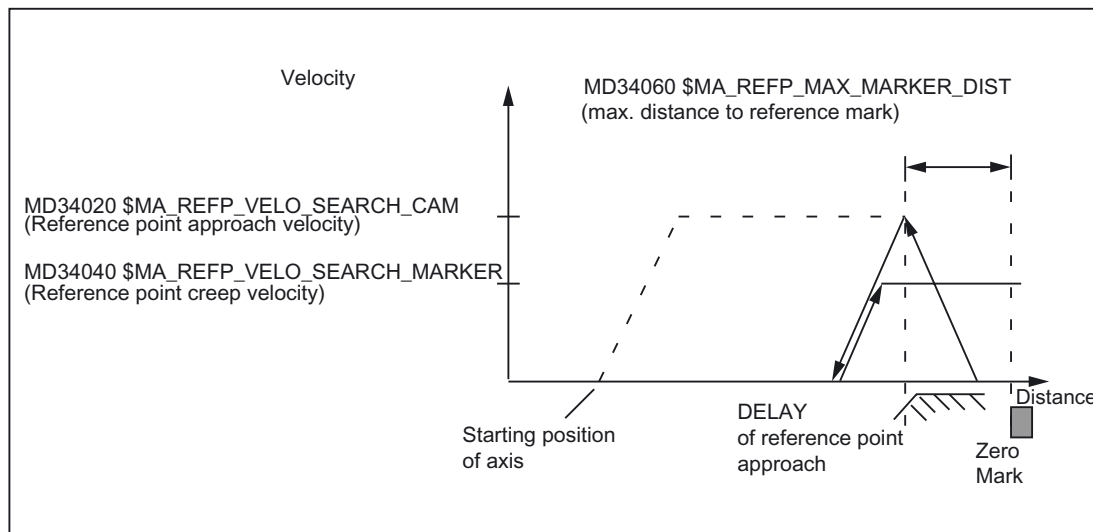 Velocity
MD34060 $MA_REFP_MAX_MARKER_DIST
(max. distance to reference mark)
MD34020 $MA_REFP_VELO_SEARCH_CAM
(Reference point approach velocity)
MD34040 $MA_REFP_VELO_SEARCH_MARKER
(Reference point creep velocity)
Starting position
of axis
DELAY
of reference point
approach
Distance
Zero
Mark